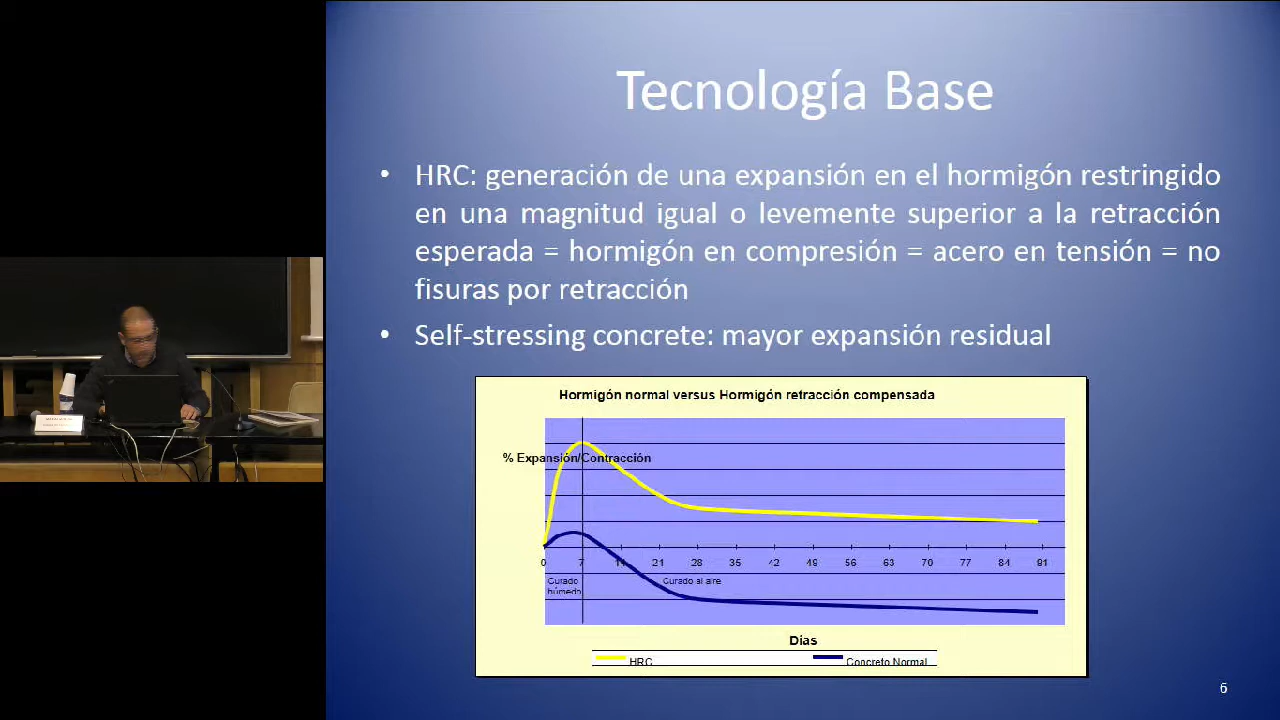 Tecnología Base
• HRC: generación de una expansión en el hormigón restringido
en una magnitud igual o levemente superior a la retracción
esperada = hormigón en compresión = acero en tensión = no
fisuras por retracción
• Self-stressing concrete: mayor expansión residual
Hormigón normal versus Hormigón retracción compensada
% Expansión/Contracción
0 7 14 21 28 35 42 49 56 63 70 77 84 91
Curado
húmedo
Curado al aire
Dias
HRC
Concreto Normal
6